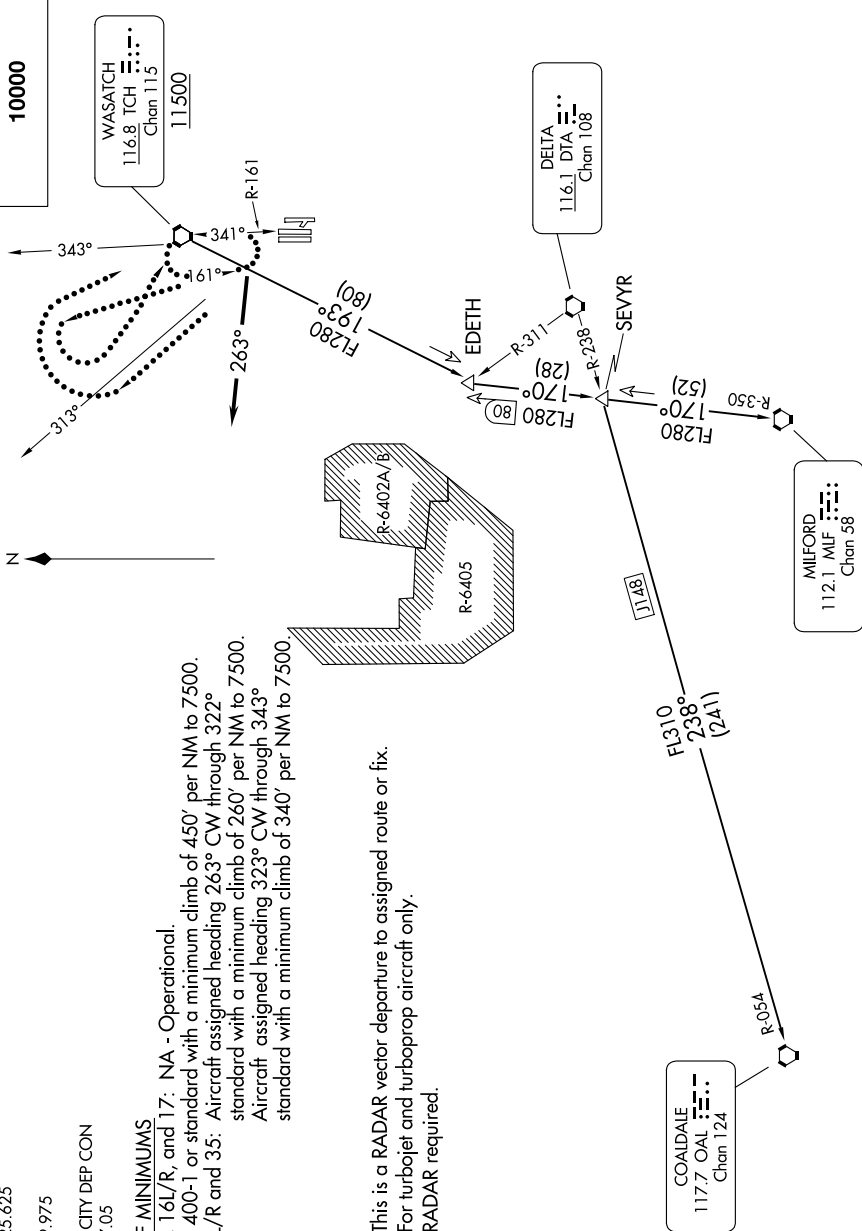 5.625
.975
CITY DEP CON
7.05
F MINIMUMS
16L/R, and 17: NA - Operational.
400-1 or standard with a minimum climb of 450' per NM to 7500.
L/R and 35: Aircraft assigned heading 263° CW through 322°
standard with a minimum climb of 260' per NM to 7500.
Aircraft assigned heading 323° CW through 343°
standard with a minimum climb of 340' per NM to 7500.
This is a RADAR vector departure to assigned route or fix.
For turbojet and turboprop aircraft only.
RADAR required.
10000
WASATCH
116.8 TCH
Chan 115
11500
N
343°
313°
341°
161°
R-161
263°
FL280
193°
(80)
EDETH
DELTA
116.1 DTA
Chan 108
R-311
R-238
SEVYR
(28)
170°
FL280
80
(52)
170°
FL280
R-350
R-6402A/B
R-6405
MILFORD
112.1 MLF
Chan 58
J148
FL310
238°
(241)
R-054
COALDALE
117.7 OAL
Chan 124